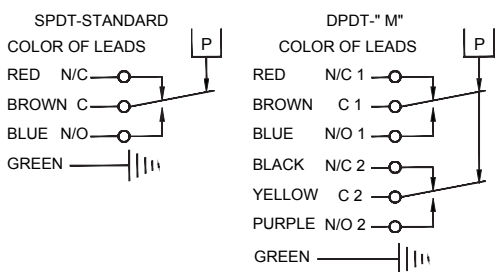 SPDT-STANDARD
COLOR OF LEADS
P
RED N/C
BROWN C
BLUE N/O
GREEN
DPDT-" M"
COLOR OF LEADS
P
RED N/C 1
BROWN C 1
BLUE N/O 1
BLACK N/C 2
YELLOW C 2
PURPLE N/O 2
GREEN